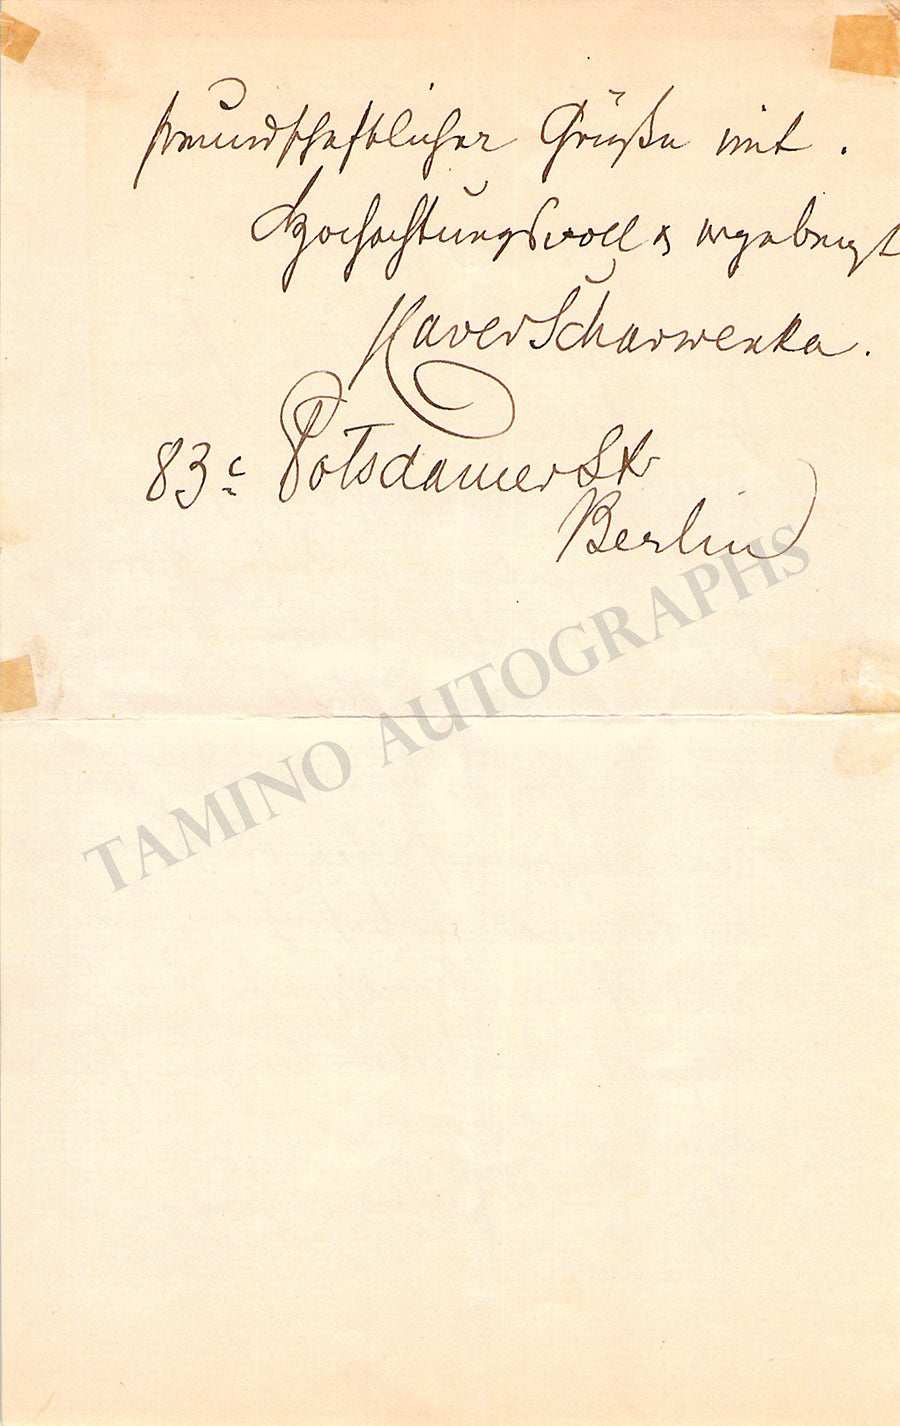 freundschaftlicher Grüße mit.
Hochachtungsvoll & ergebenst
Xaver Scharwenka.
83c Potsdamer Str
Berlin
TAMINO AUTOGRAPHS